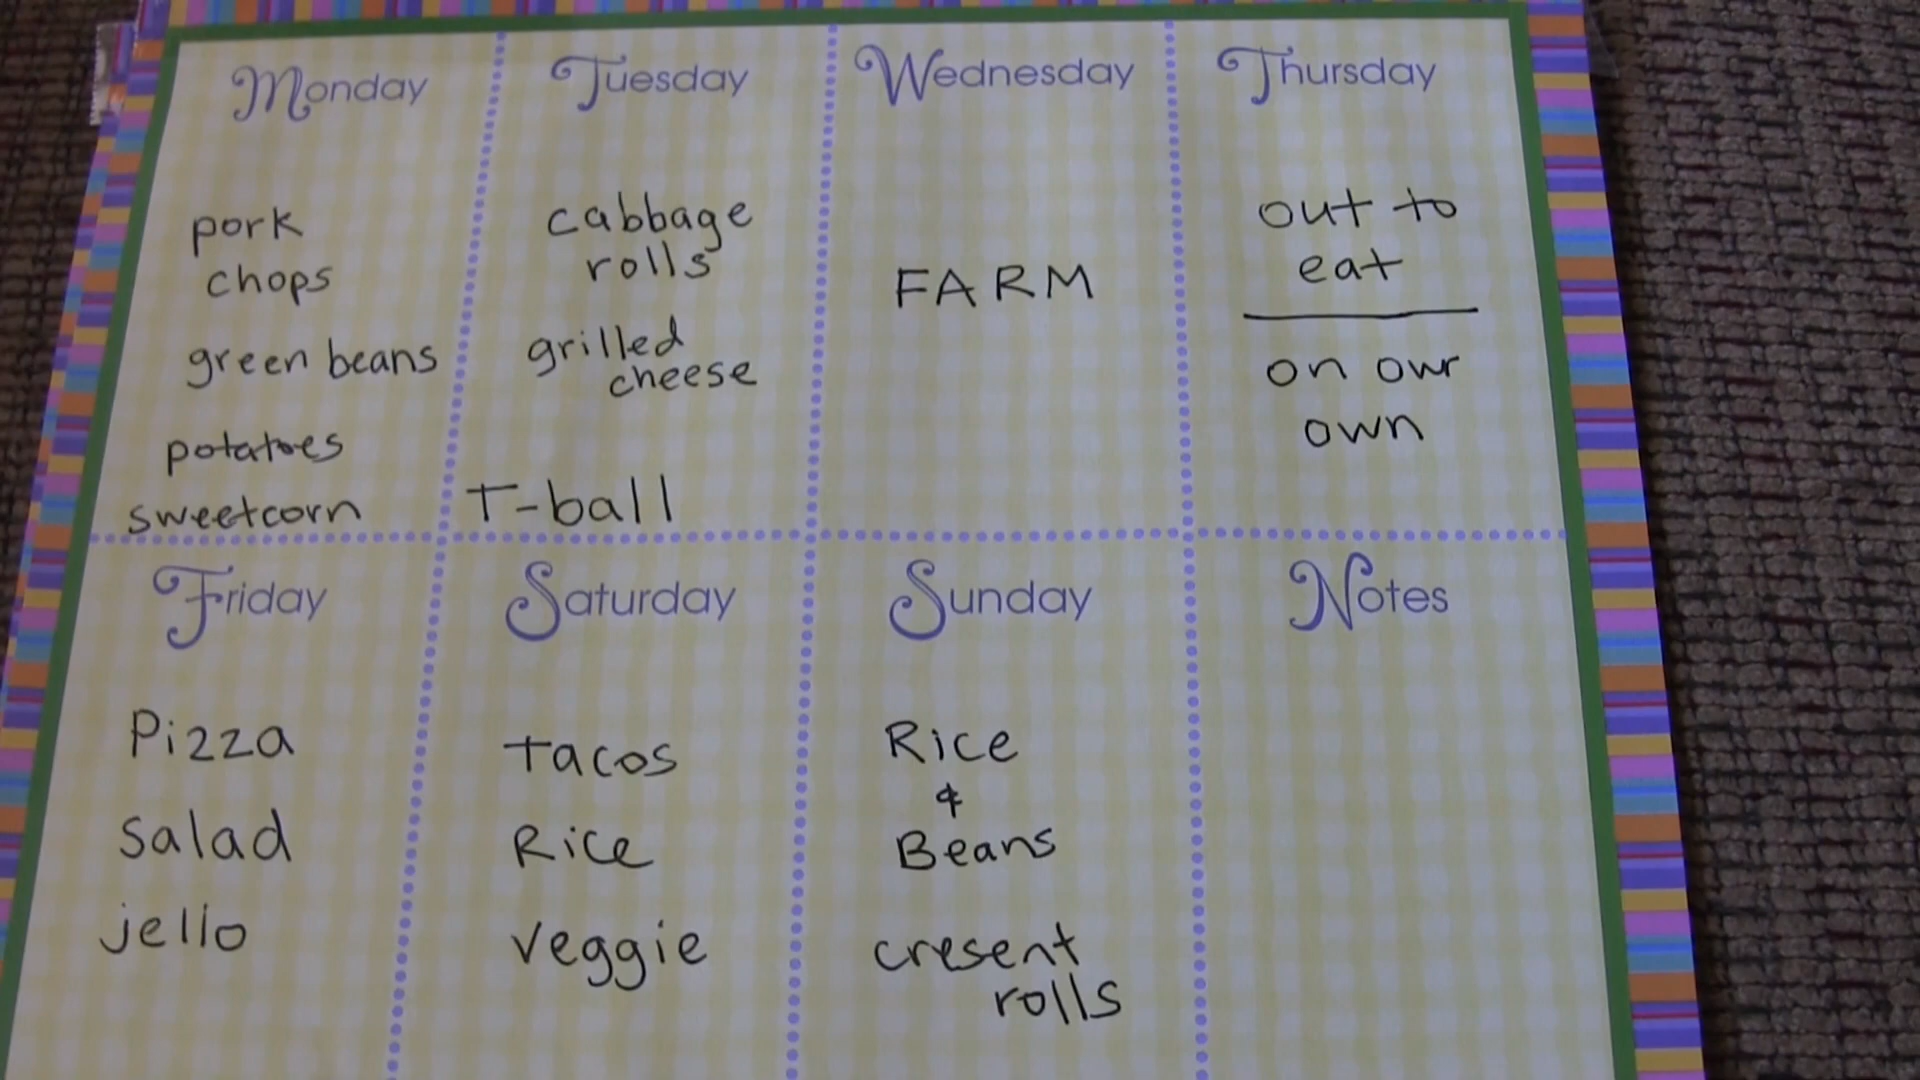 Monday
pork
chops
green beans
potatoes
sweetcorn
Tuesday
cabbage
rolls
grilled
cheese
T-ball
Wednesday
FARM
Thursday
out to
eat
on our
own
Friday
Pizza
salad
jello
Saturday
Tacos
Rice
veggie
Sunday
Rice
&
Beans
cresent
rolls
Notes